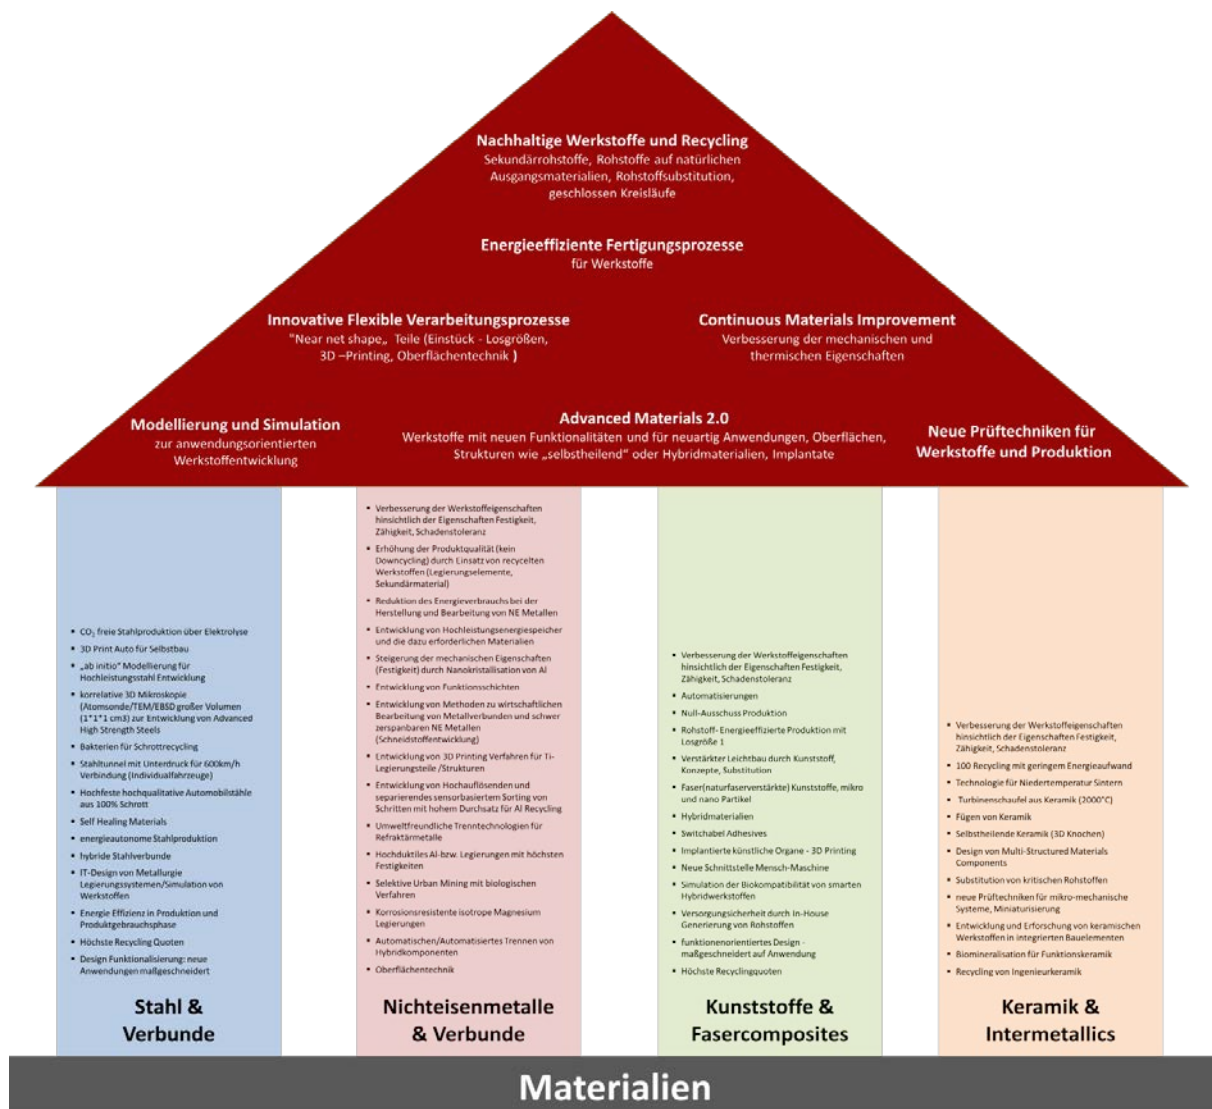 Nachhaltige Werkstoffe und Recycling
Sekundärrohstoffe, Rohstoffe auf natürlichen
Ausgangsmaterialien, Rohstoffsubstitution,
geschlossen Kreisläufe
Energieeffiziente Fertigungsprozesse
für Werkstoffe
Innovative Flexible Verarbeitungsprozesse
"Near net shape„ Teile (Einstück - Losgrößen,
3D –Printing, Oberflächentechnik )
Continuous Materials Improvement
Verbesserung der mechanischen und
thermischen Eigenschaften
Modellierung und Simulation
zur anwendungsorientierten
Werkstoffentwicklung
Advanced Materials 2.0
Werkstoffe mit neuen Funktionalitäten und für neuartig Anwendungen, Oberflächen,
Strukturen wie „selbstheilend“ oder Hybridmaterialien, Implantate
Neue Prüftechniken für
Werkstoffe und Produktion
▪ CO₂ freie Stahlproduktion über Elektrolyse
▪ 3D Print Auto für Selbstbau
▪ „ab initio“ Modellierung für
Hochleistungsstahl Entwicklung
▪ korrelative 3D Mikroskopie
(Atomsonde/TEM/EBSD großer Volumen
(1*1*1 cm3) zur Entwicklung von Advanced
High Strength Steels
▪ Bakterien für Schrottrecycling
▪ Stahltunnel mit Unterdruck für 600km/h
Verbindung (Individualfahrzeuge)
▪ Hochfeste hochqualitative Automobilstähle
aus 100% Schrott
▪ Self Healing Materials
▪ energieautonome Stahlproduktion
▪ hybride Stahlverbunde
▪ IT-Design von Metallurgie
Legierungssystemen/Simulation von
Werkstoffen
▪ Energie Effizienz in Produktion und
Produktgebrauchsphase
▪ Höchste Recycling Quoten
▪ Design Funktionalisierung: neue
Anwendungen maßgeschneidert
Stahl &
Verbunde
▪ Verbesserung der Werkstoffeigenschaften
hinsichtlich der Eigenschaften Festigkeit,
Zähigkeit, Schadenstoleranz
▪ Erhöhung der Produktqualität (kein
Downcycling) durch Einsatz von recycelten
Werkstoffen (Legierungselemente,
Sekundärmaterial)
▪ Reduktion des Energieverbrauchs bei der
Herstellung und Bearbeitung von NE Metallen
▪ Entwicklung von Hochleistungsenergiespeicher
und die dazu erforderlichen Materialien
▪ Steigerung der mechanischen Eigenschaften
(Festigkeit) durch Nanokristallisation von Al
▪ Entwicklung von Funktionsschichten
▪ Entwicklung von Methoden zu wirtschaftlichen
Bearbeitung von Metallverbunden und schwer
zerspanbaren NE Metallen
(Schneidstoffentwicklung)
▪ Entwicklung von 3D Printing Verfahren für Ti-
Legierungsteile /Strukturen
▪ Entwicklung von Hochauflösenden und
separierendes sensorbasiertem Sorting von
Schritten mit hohem Durchsatz für Al Recycling
▪ Umweltfreundliche Trenntechnologien für
Refraktärmetalle
▪ Hochduktiles Al-bzw. Legierungen mit höchsten
Festigkeiten
▪ Selektive Urban Mining mit biologischen
Verfahren
▪ Korrosionsresistente isotrope Magnesium
Legierungen
▪ Automatischen/Automatisiertes Trennen von
Hybridkomponenten
▪ Oberflächentechnik
Nichteisenmetalle
& Verbunde
▪ Verbesserung der Werkstoffeigenschaften
hinsichtlich der Eigenschaften Festigkeit,
Zähigkeit, Schadenstoleranz
▪ Automatisierungen
▪ Null-Ausschuss Produktion
▪ Rohstoff- Energieeffizierte Produktion mit
Losgröße 1
▪ Verstärkter Leichtbau durch Kunststoff,
Konzepte, Substitution
▪ Faser(naturfaserverstärkte) Kunststoffe, mikro
und nano Partikel
▪ Hybridmaterialien
▪ Switchabel Adhesives
▪ Implantierte künstliche Organe - 3D Printing
▪ Neue Schnittstelle Mensch-Maschine
▪ Simulation der Biokompatibilität von smarten
Hybridwerkstoffen
▪ Versorgungsicherheit durch In-House
Generierung von Rohstoffen
▪ funktionenorientiertes Design -
maßgeschneidert auf Anwendung
▪ Höchste Recyclingquoten
Kunststoffe &
Fasercomposites
▪ Verbesserung der Werkstoffeigenschaften
hinsichtlich der Eigenschaften Festigkeit,
Zähigkeit, Schadenstoleranz
▪ 100 Recycling mit geringem Energieaufwand
▪ Technologie für Niedertemperatur Sintern
▪ Turbinenschaufel aus Keramik (2000°C)
▪ Fügen von Keramik
▪ Selbstheilende Keramik (3D Knochen)
▪ Design von Multi-Structured Materials
Components
▪ Substitution von kritischen Rohstoffen
▪ neue Prüftechniken für mikro-mechanische
Systeme, Miniaturisierung
▪ Entwicklung und Erforschung von keramischen
Werkstoffen in integrierten Bauelementen
▪ Biomineralisation für Funktionskeramik
▪ Recycling von Ingenieurkeramik
Keramik &
Intermetallics
Materialien